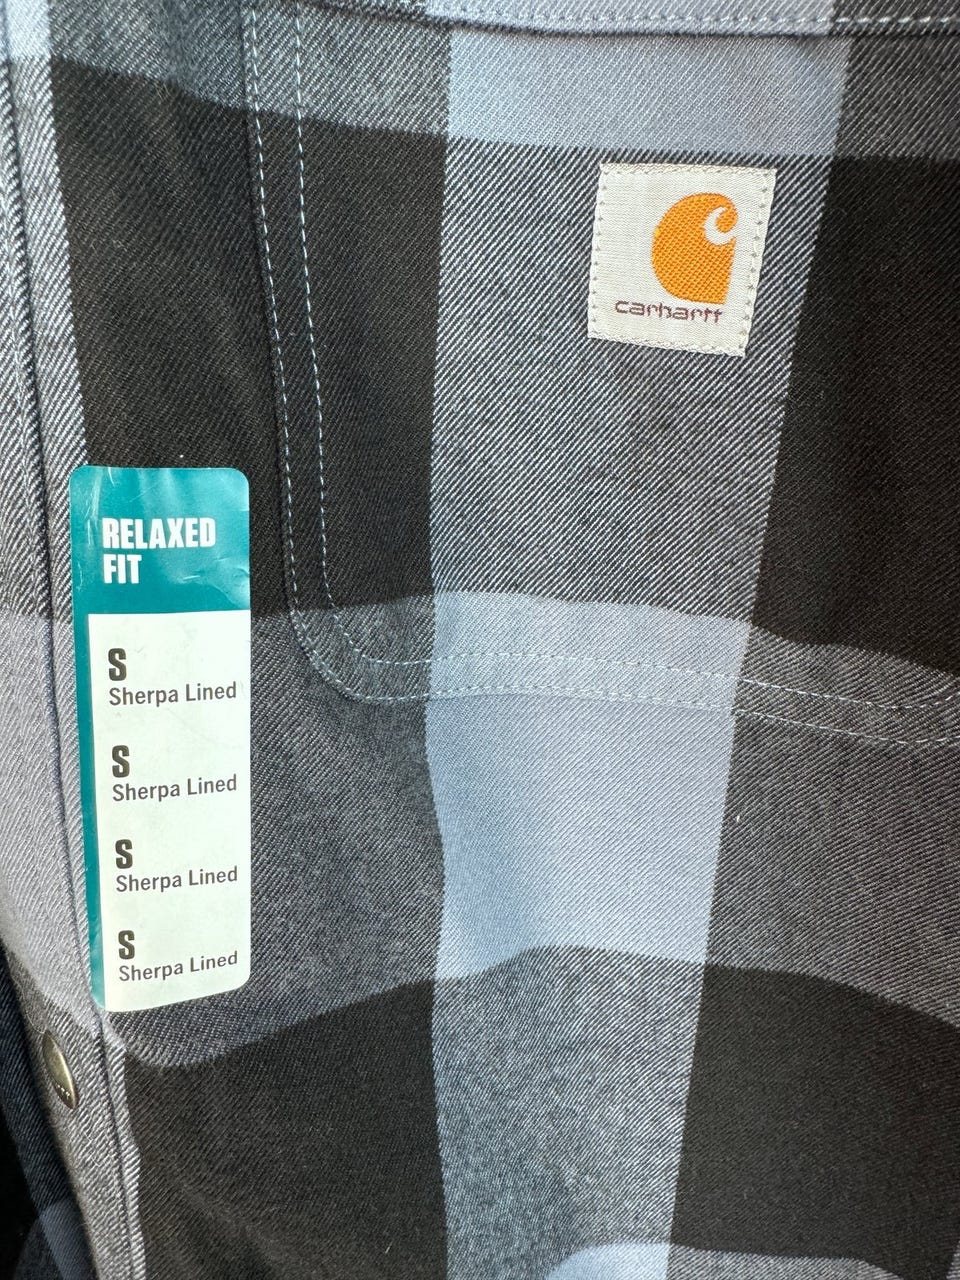 carhartt
RELAXED
FIT
S
Sherpa Lined
S
Sherpa Lined
S
Sherpa Lined
S
Sherpa Lined